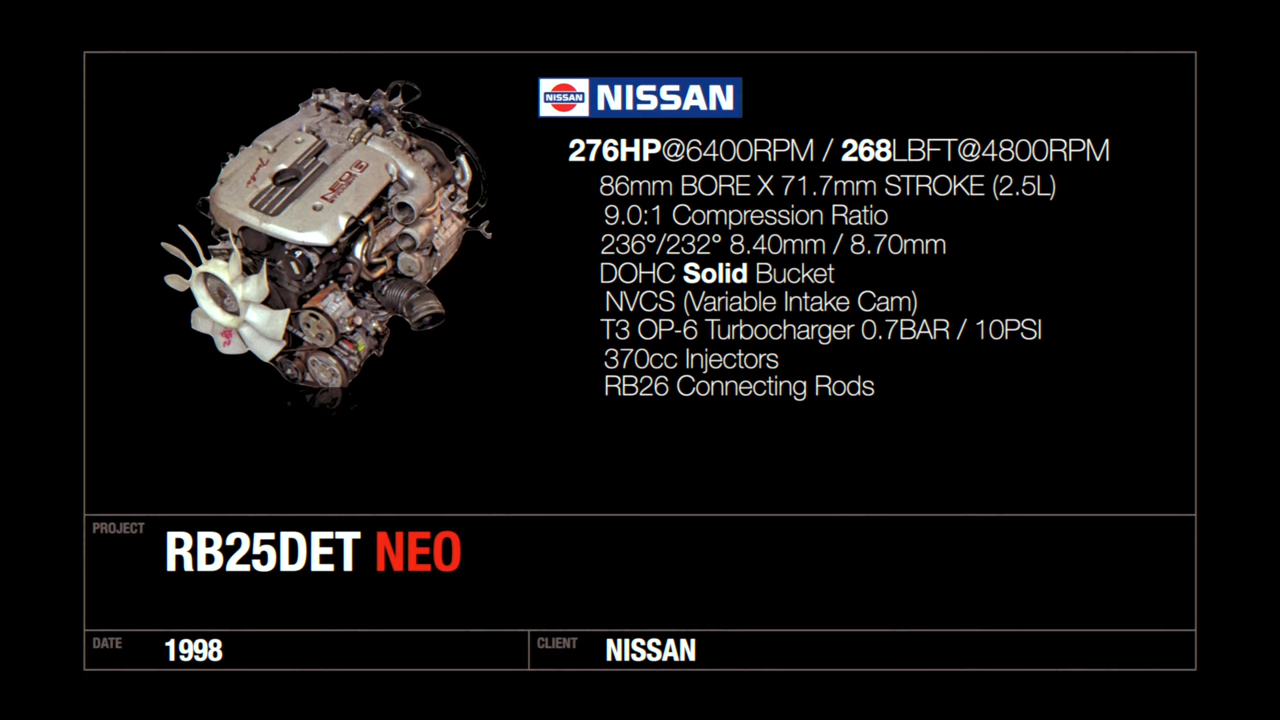 NISSAN NISSAN
276HP@6400RPM / 268LBFT@4800RPM
86mm BORE X 71.7mm STROKE (2.5L)
9.0:1 Compression Ratio
236°/232° 8.40mm / 8.70mm
DOHC Solid Bucket
NVCS (Variable Intake Cam)
T3 OP-6 Turbocharger 0.7BAR / 10PSI
370cc Injectors
RB26 Connecting Rods
NEO
PROJECT
RB25DET NEO
DATE 1998
CLIENT NISSAN